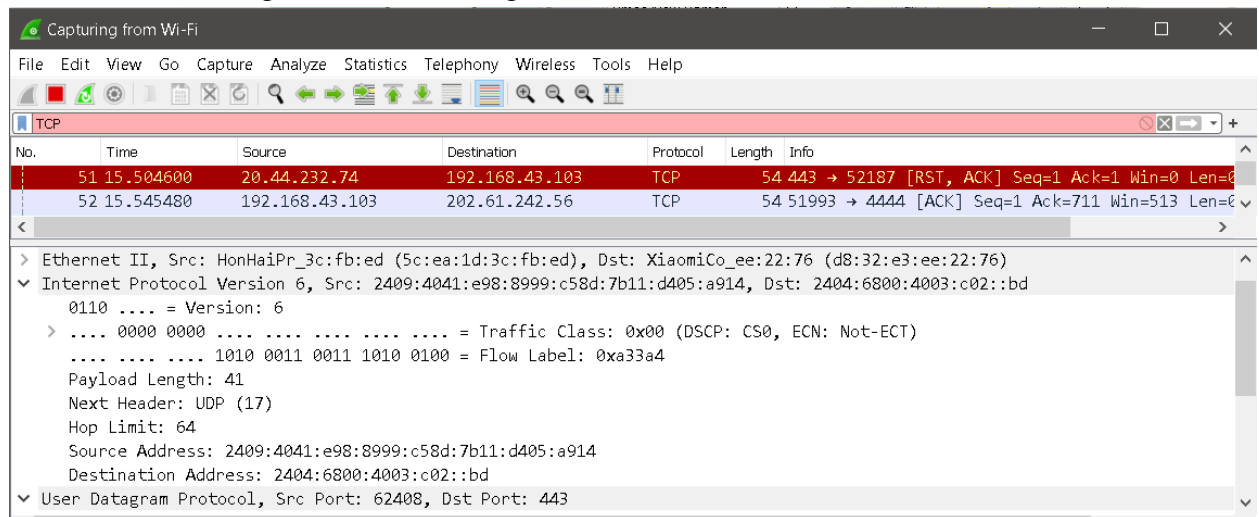 Capturing from Wi-Fi
File Edit View Go Capture Analyze Statistics Telephony Wireless Tools Help
TCP
No. Time Source Destination Protocol Length Info
51 15.504600 20.44.232.74 192.168.43.103 TCP 54 443 → 52187 [RST, ACK] Seq=1 Ack=1 Win=0 Len=0
52 15.545480 192.168.43.103 202.61.242.56 TCP 54 51993 → 4444 [ACK] Seq=1 Ack=711 Win=513 Len=0
Ethernet II, Src: HonHaiPr_3c:fb:ed (5c:ea:1d:3c:fb:ed), Dst: XiaomiCo_ee:22:76 (d8:32:e3:ee:22:76)
Internet Protocol Version 6, Src: 2409:4041:e98:8999:c58d:7b11:d405:a914, Dst: 2404:6800:4003:c02::bd
0110 .... = Version: 6
.... 0000 0000 .... .... .... .... .... = Traffic Class: 0x00 (DSCP: CS0, ECN: Not-ECT)
.... .... .... 1010 0011 0011 1010 0100 = Flow Label: 0xa33a4
Payload Length: 41
Next Header: UDP (17)
Hop Limit: 64
Source Address: 2409:4041:e98:8999:c58d:7b11:d405:a914
Destination Address: 2404:6800:4003:c02::bd
User Datagram Protocol, Src Port: 62408, Dst Port: 443